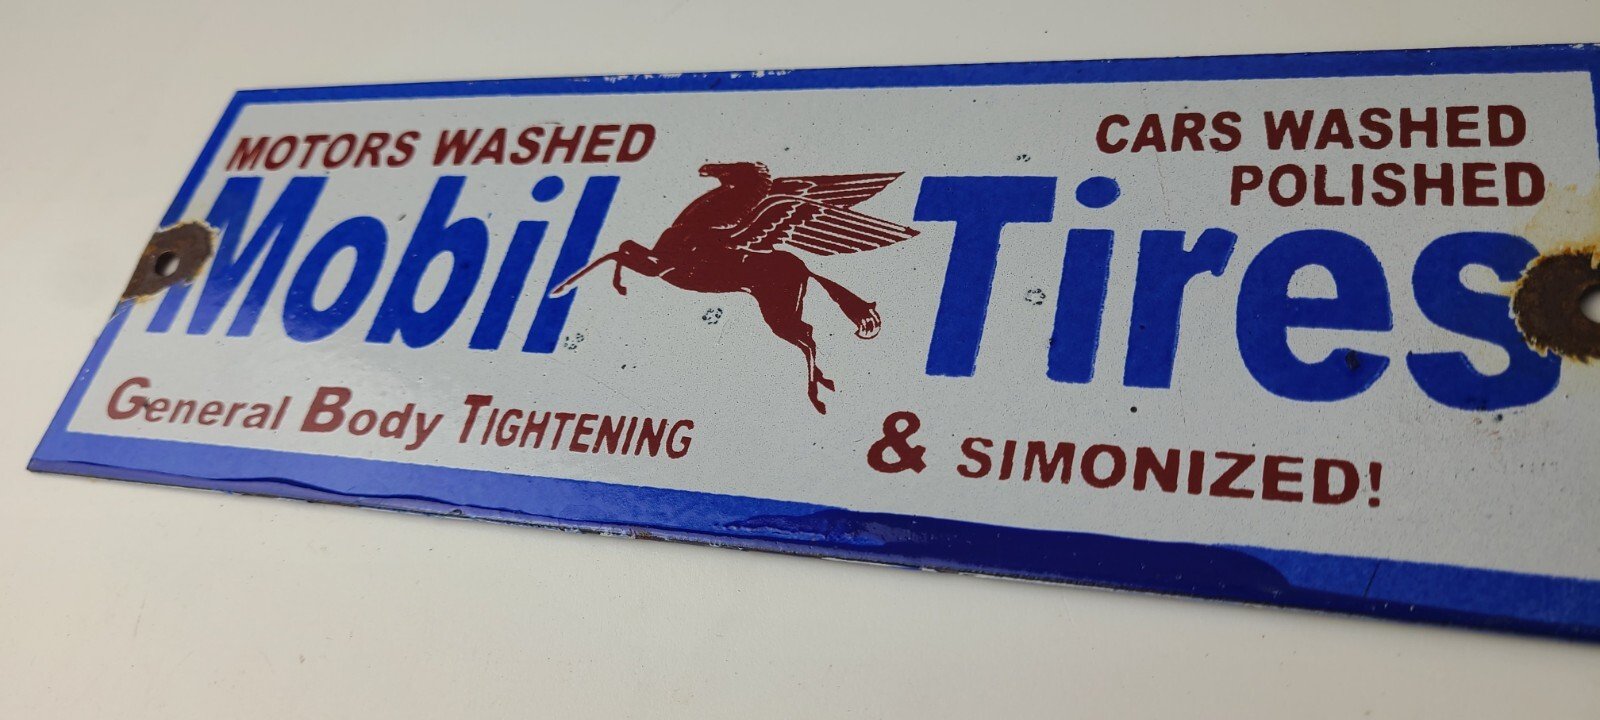 MOTORS WASHED
CARS WASHED
POLISHED
Mobil Tires
General Body TIGHTENING
& SIMONIZED!